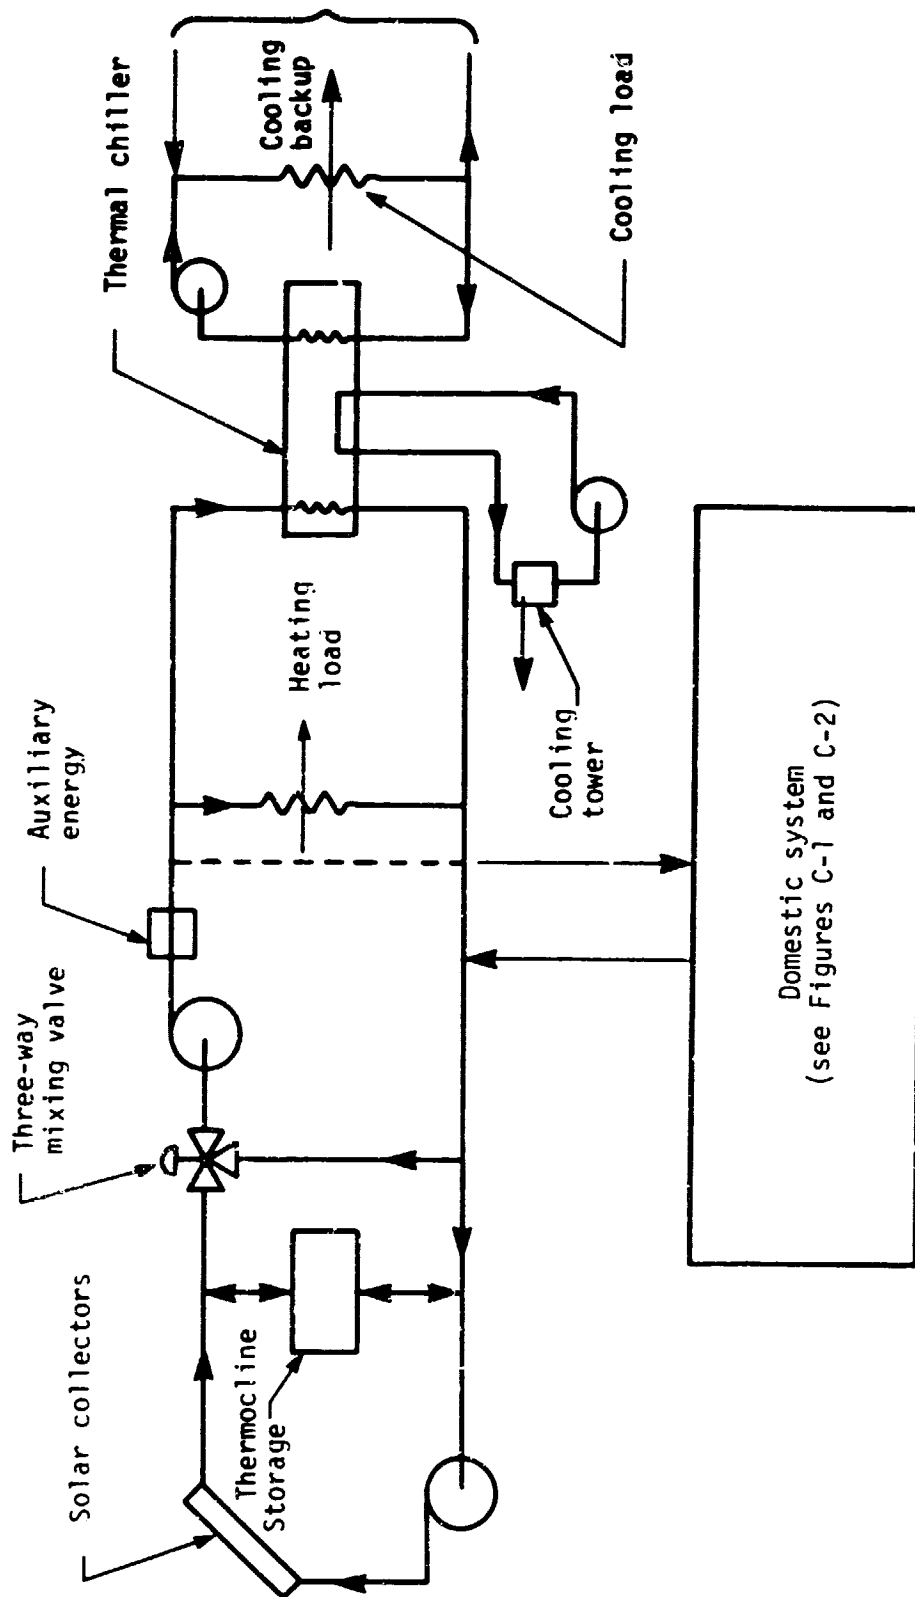 Solar collectors
Three-way
mixing valve
Auxiliary
energy
Thermal chiller
Cooling
backup
Heating
load
Cooling load
Thermocline
Storage
Cooling
tower
Domestic system
(see Figures C-1 and C-2)